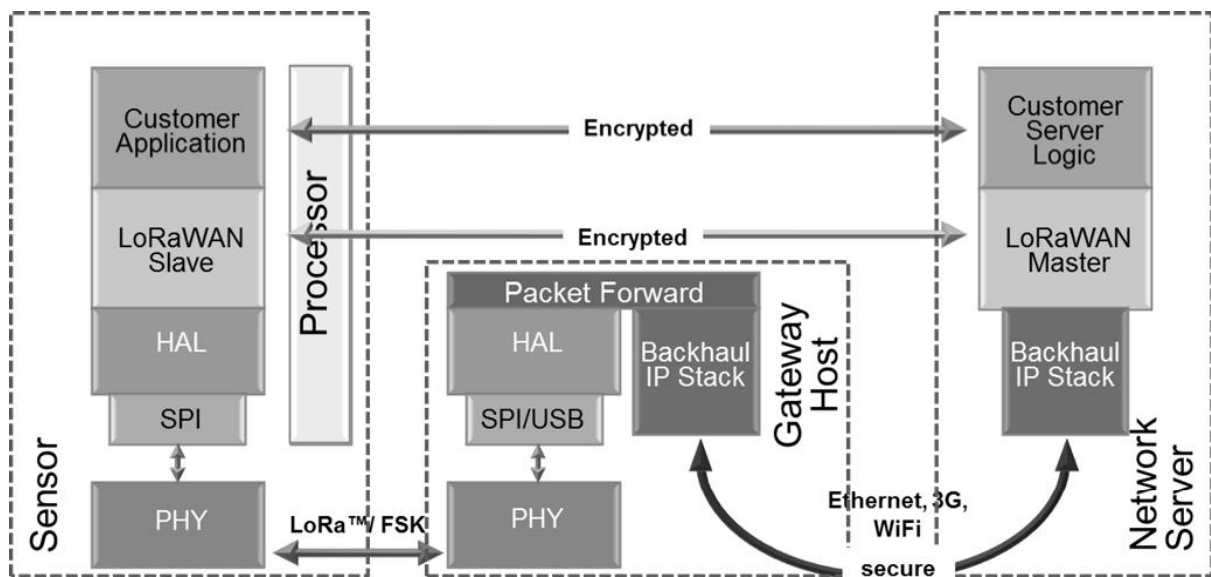 Customer
Application
LoRaWAN
Slave
HAL
SPI
PHY
Sensor
Processor
Encrypted
Encrypted
LoRa™/ FSK
Packet Forward
HAL
SPI/USB
PHY
Backhaul
IP Stack
Gateway
Host
Ethernet, 3G,
WiFi
secure
Customer
Server
Logic
LoRaWAN
Master
Backhaul
IP Stack
Network
Server